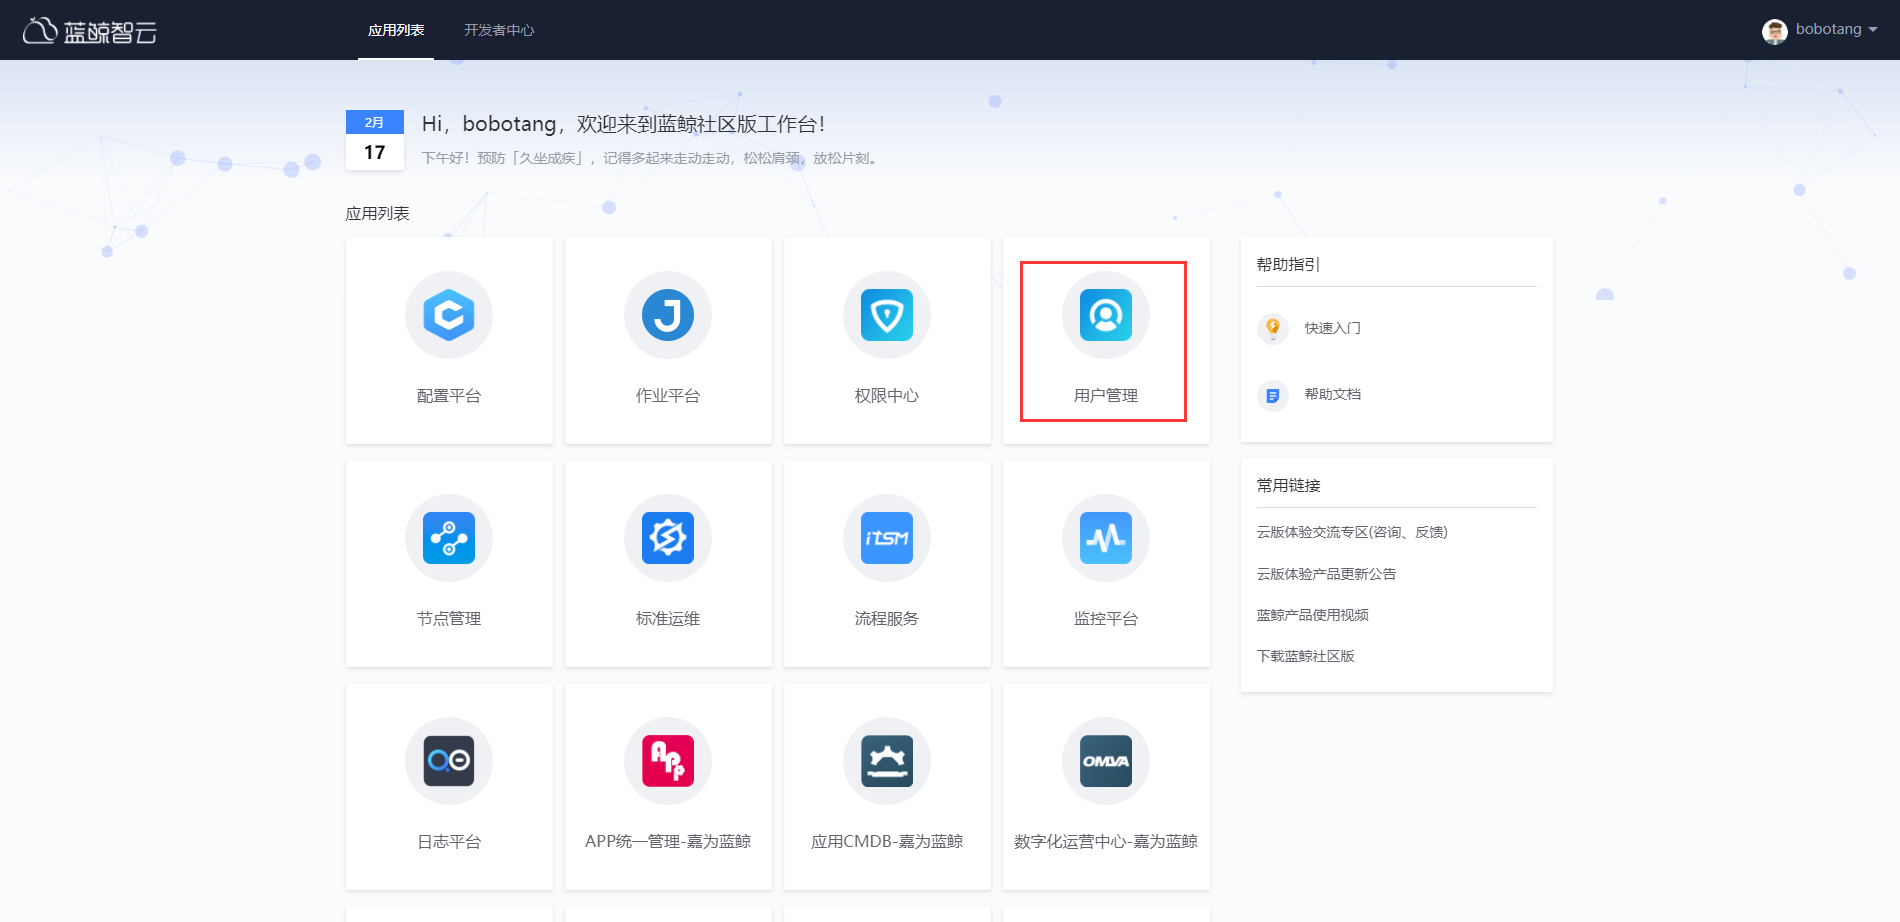 蓝鲸智云
应用列表
开发者中心
bobotang
2月
17
Hi，bobotang，欢迎来到蓝鲸社区版工作台！
下午好！预防「久坐成疾」，记得多起来走动走动，松松肩颈，放松片刻。
应用列表
配置平台
作业平台
权限中心
用户管理
节点管理
标准运维
iTSM
流程服务
监控平台
日志平台
APP
APP统一管理-嘉为蓝鲸
应用CMDB-嘉为蓝鲸
OMVA
数字化运营中心-嘉为蓝鲸
帮助指引
快速入门
帮助文档
常用链接
云版体验交流专区(咨询、反馈)
云版体验产品更新公告
蓝鲸产品使用视频
下载蓝鲸社区版